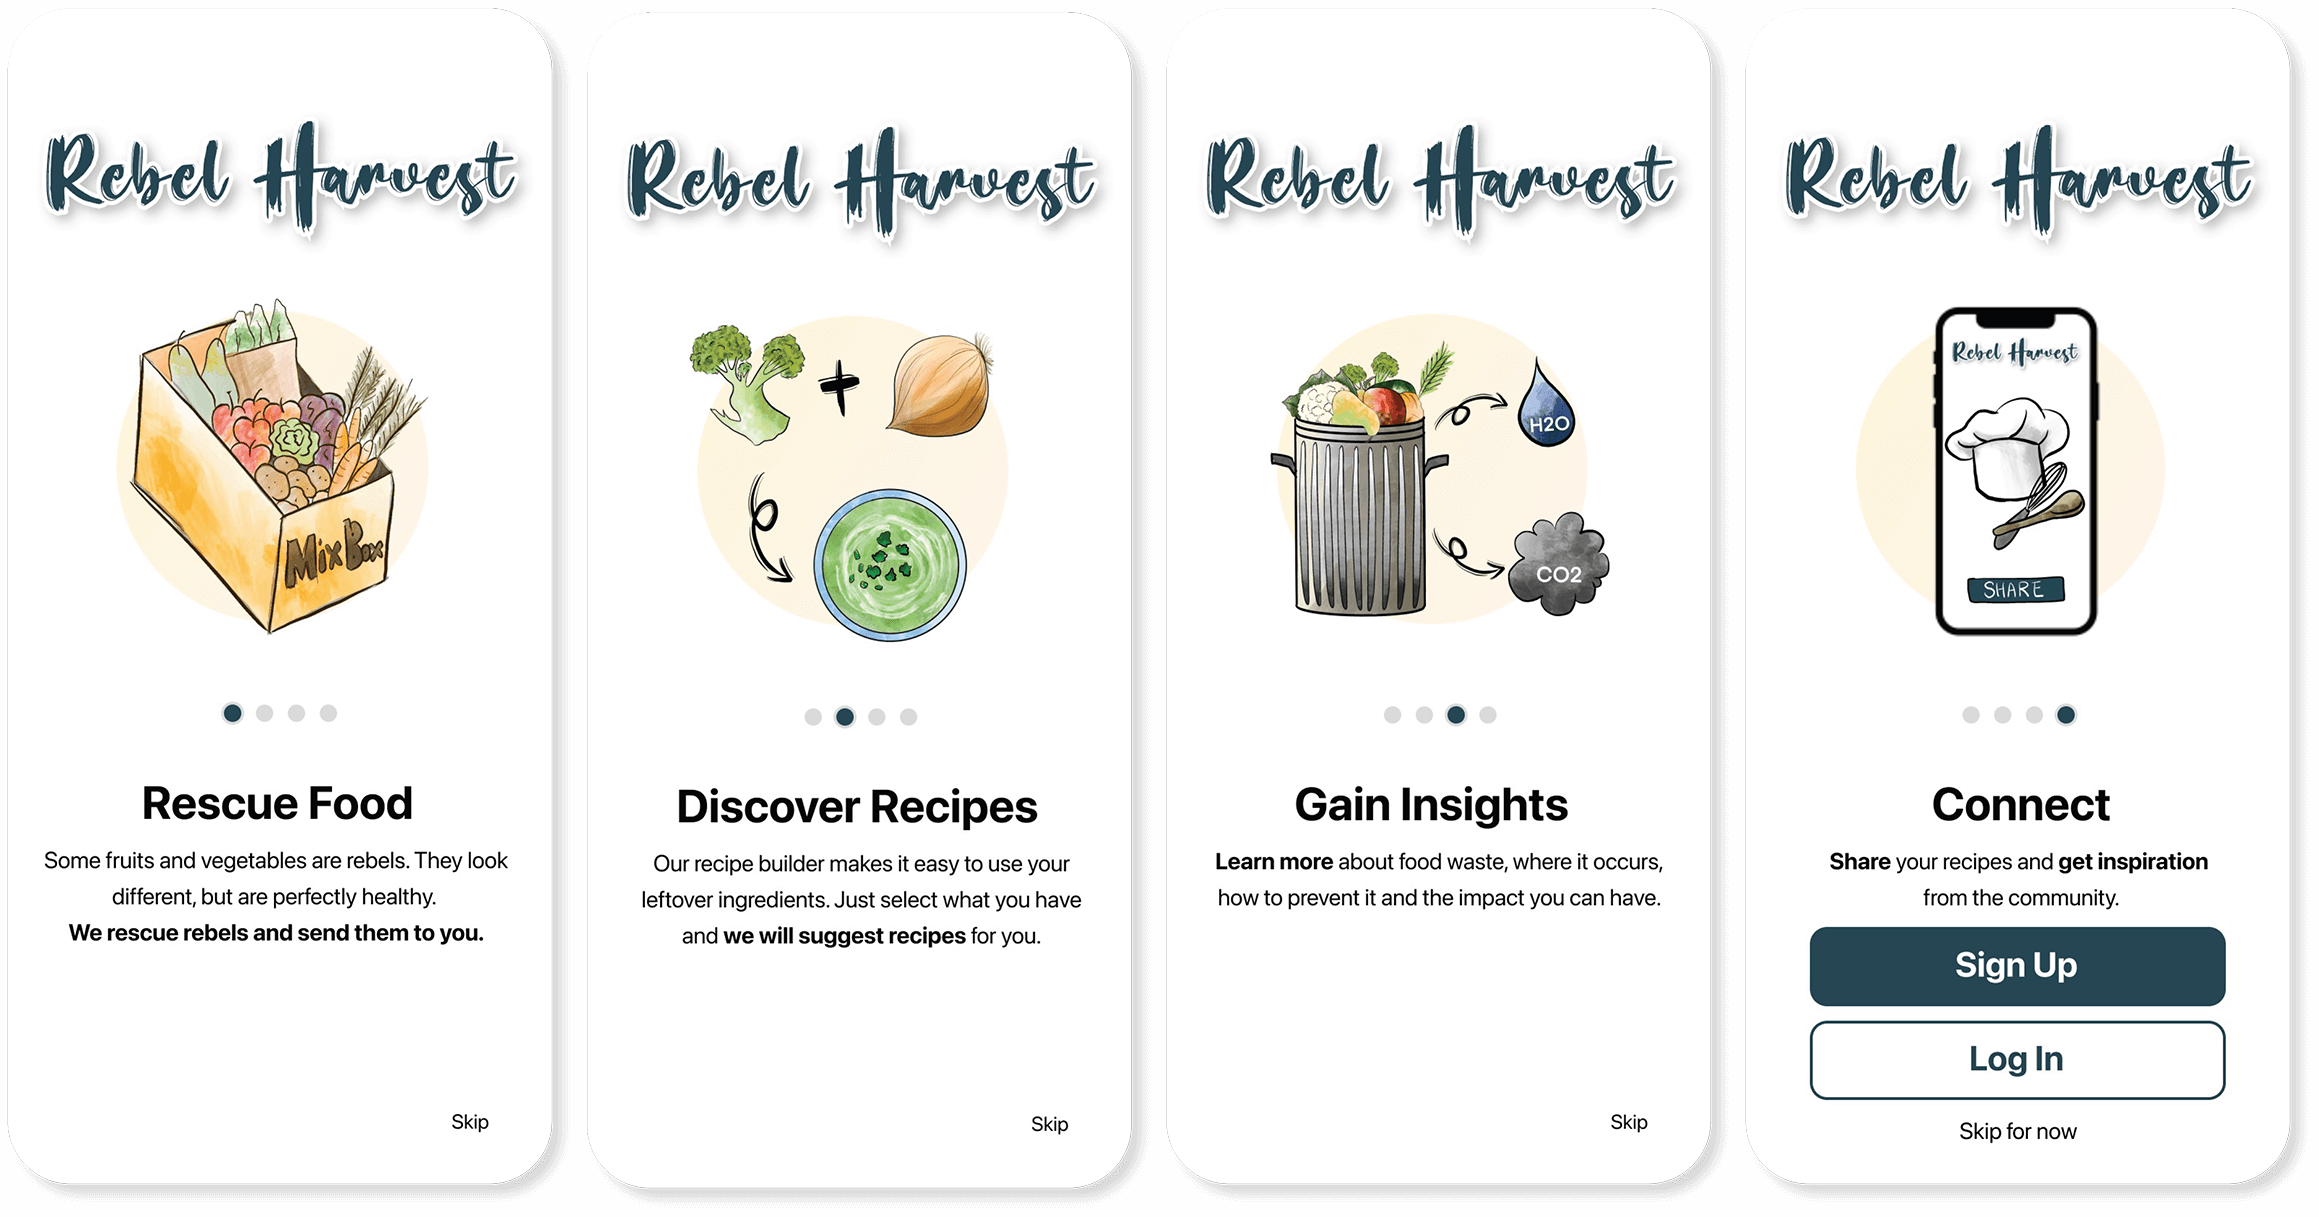 Rebel Harvest
Mix Box
Rescue Food
Some fruits and vegetables are rebels. They look
different, but are perfectly healthy.
We rescue rebels and send them to you.
Skip
Rebel Harvest
Discover Recipes
Our recipe builder makes it easy to use your
leftover ingredients. Just select what you have
and we will suggest recipes for you.
Skip
Rebel Harvest
H2O
CO2
Gain Insights
Learn more about food waste, where it occurs,
how to prevent it and the impact you can have.
Skip
Rebel Harvest
Rebel Harvest
SHARE
Connect
Share your recipes and get inspiration
from the community.
Sign Up
Log In
Skip for now